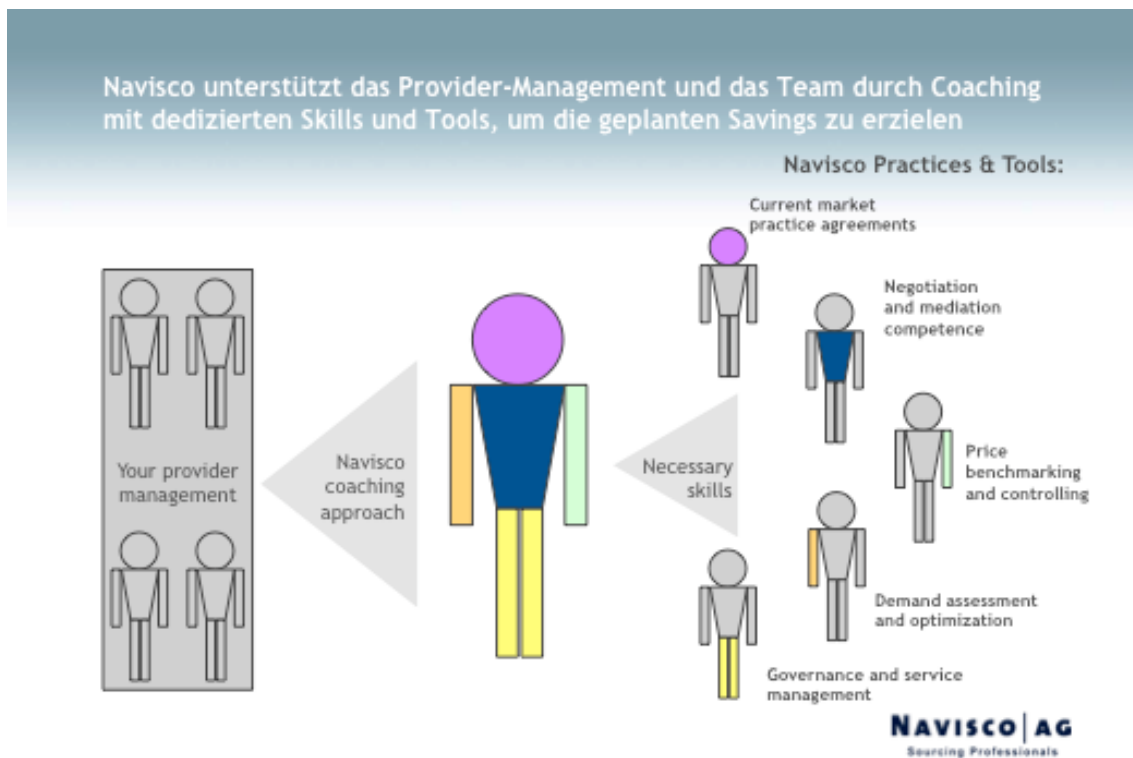 Navisco unterstützt das Provider-Management und das Team durch Coaching
mit dedizierten Skills und Tools, um die geplanten Savings zu erzielen
Navisco Practices & Tools:
Current market
practice agreements
Negotiation
and mediation
competence
Price
benchmarking
and controlling
Demand assessment
and optimization
Governance and service
management
Necessary
skills
Navisco
coaching
approach
Your provider
management
NAVISCO|AG
Sourcing Professionals